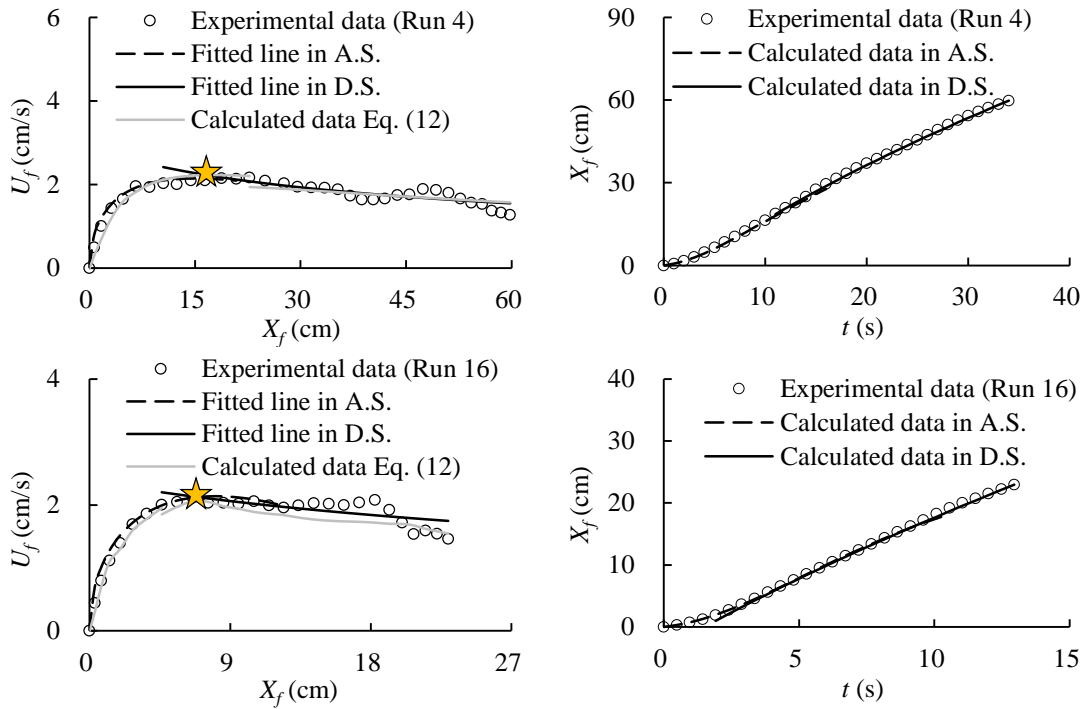 6
4
2
0
U_f (cm/s)
Experimental data (Run 4)
Fitted line in A.S.
Fitted line in D.S.
Calculated data Eq. (12)
0 15 30 45 60
X_f (cm)
90
60
30
0
X_f (cm)
Experimental data (Run 4)
Calculated data in A.S.
Calculated data in D.S.
0 10 20 30 40
t (s)
4
2
0
U_f (cm/s)
Experimental data (Run 16)
Fitted line in A.S.
Fitted line in D.S.
Calculated data Eq. (12)
0 9 18 27
X_f (cm)
40
30
20
10
0
X_f (cm)
Experimental data (Run 16)
Calculated data in A.S.
Calculated data in D.S.
0 5 10 15
t (s)